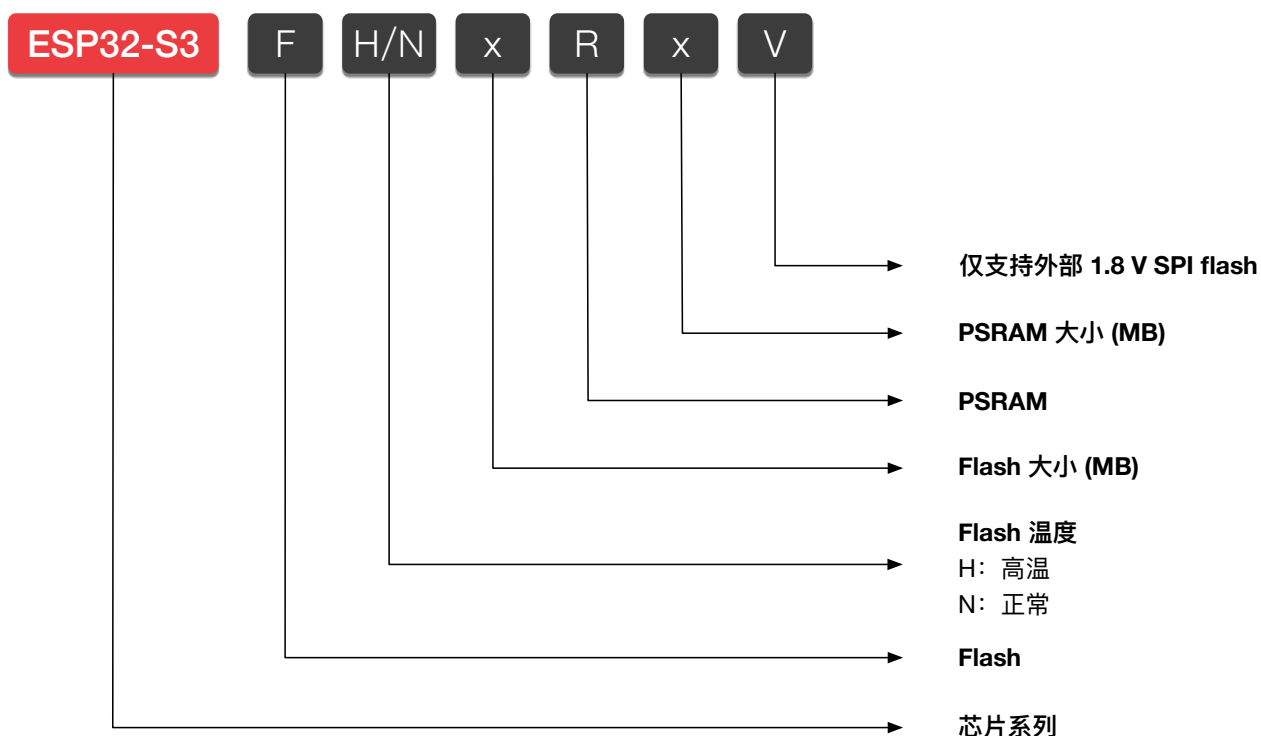 ESP32-S3 F H/N x R x V
仅支持外部 1.8 V SPI flash
PSRAM 大小 (MB)
PSRAM
Flash 大小 (MB)
Flash 温度
H：高温
N：正常
Flash
芯片系列